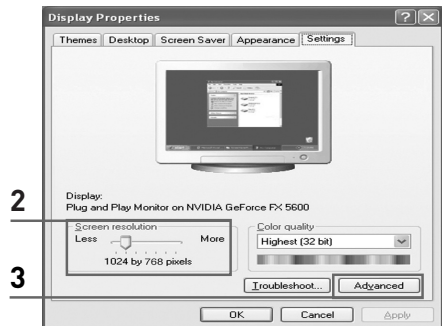 Display Properties
Themes Desktop Screen Saver Appearance Settings
Display:
Plug and Play Monitor on NVIDIA GeForce FX 5600
2
Screen resolution
Less More
1024 by 768 pixels
Color quality
Highest (32 bit)
3
Troubleshoot... Advanced
OK Cancel Apply